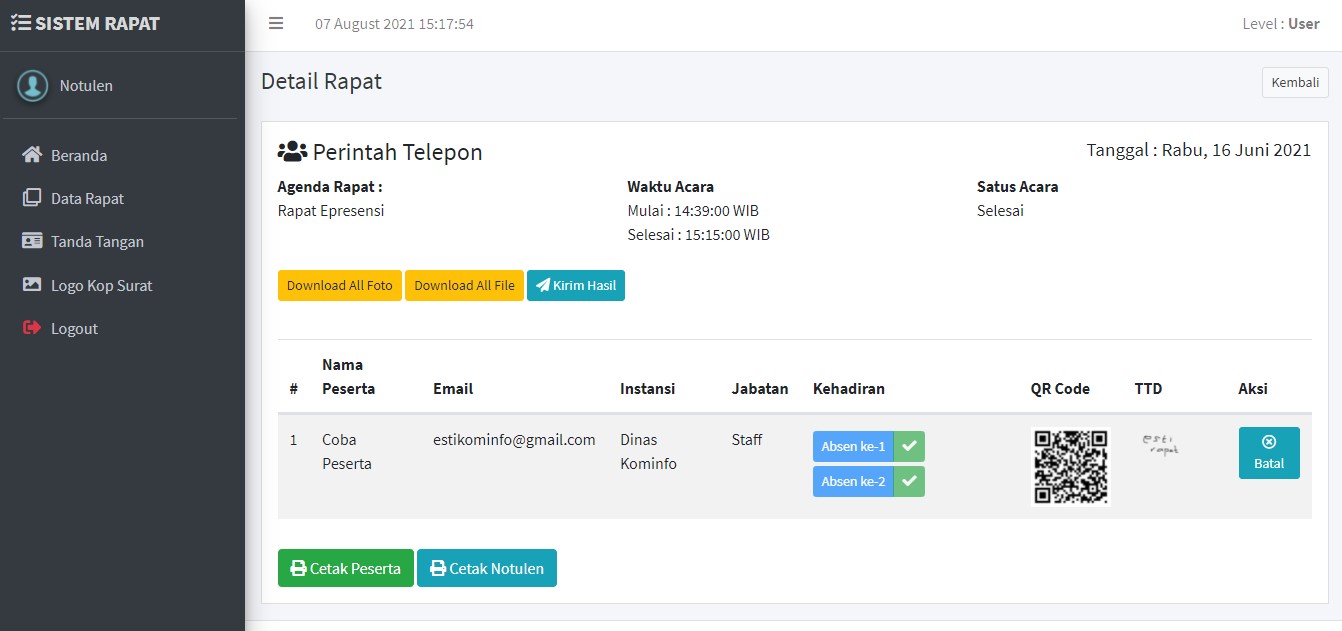 SISTEM RAPAT
07 August 2021 15:17:54
Level : User
Notulen
Beranda
Data Rapat
Tanda Tangan
Logo Kop Surat
Logout
Detail Rapat
Kembali
Perintah Telepon
Tanggal : Rabu, 16 Juni 2021
Agenda Rapat :
Rapat Epresensi
Waktu Acara
Mulai : 14:39:00 WIB
Selesai : 15:15:00 WIB
Satus Acara
Selesai
Download All Foto
Download All File
Kirim Hasil
#
Nama
Peserta
Email
Instansi
Jabatan
Kehadiran
QR Code
TTD
Aksi
1
Coba
Peserta
estikominfo@gmail.com
Dinas
Kominfo
Staff
Absen ke-1
Absen ke-2
esti
rapat
Batal
Cetak Peserta
Cetak Notulen